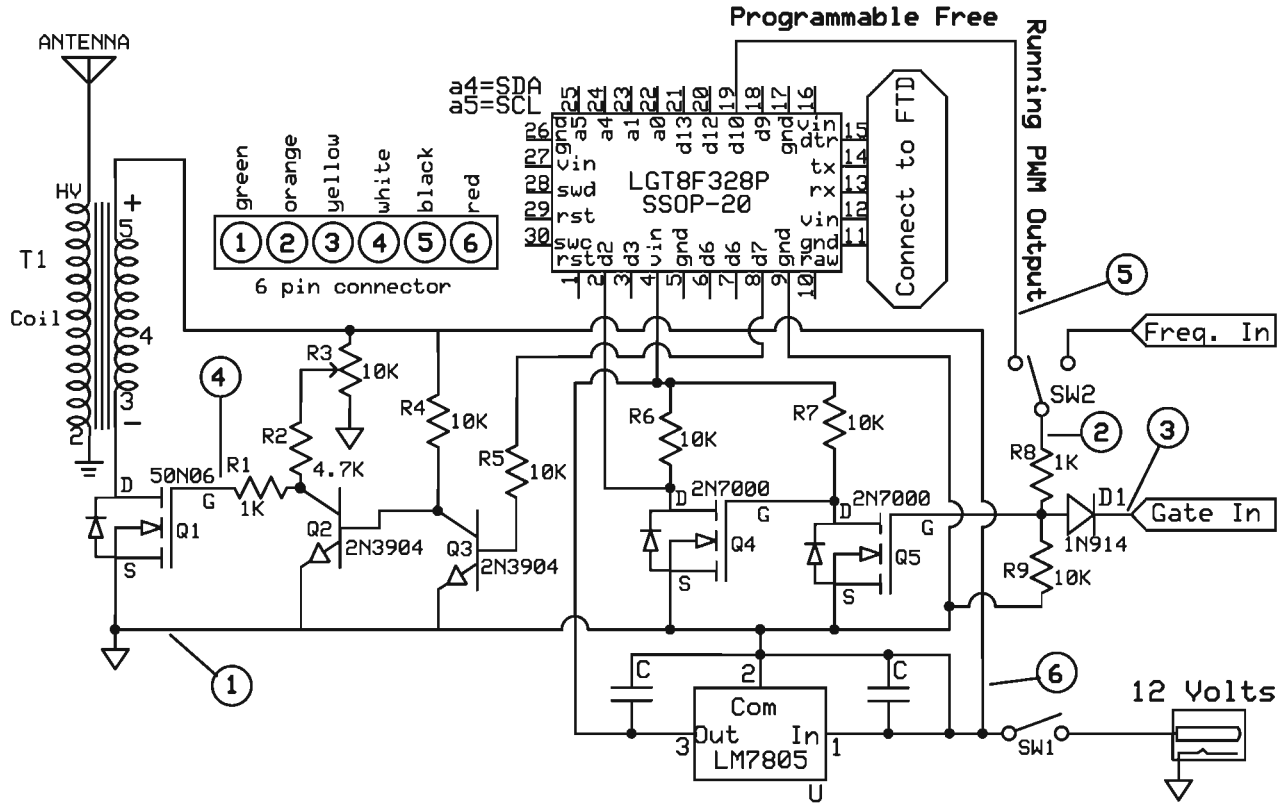 Programmable Free
Running PWM Output
ANTENNA
a4=SDA
a5=SCL
25 24 23 22 21 20 19 18 17 16
gnd a5 a4 a1 a0 d13 d12 d10 d9 gnd vin
26
27 vin
28 swd
29 rst
30 swc
LGT8F328P
SSOP-20
dtr 15
tx 14
rx 13
vin 12
gnd 11
rst d2 d3 vin gnd d6 d6 d7 gnd raw
1 2 3 4 5 6 7 8 9 10
Connect to FTD
green
orange
yellow
white
black
red
1 2 3 4 5 6
6 pin connector
HV
+
5
T1
Coil
4
3
-
2
5
Freq. In
SW2
R3
10K
4
R4
10K
R2
4.7K
R5
10K
R6
10K
R7
10K
2
3
R8
1K
D1
Gate In
1N914
R9
10K
50N06
R1
1K
D
G
Q1
S
Q2
2N3904
Q3
2N3904
2N7000
D
G
Q4
S
2N7000
D
G
Q5
S
1
C
2
C
6
12 Volts
Com
3 Out
In 1
LM7805
U
SW1